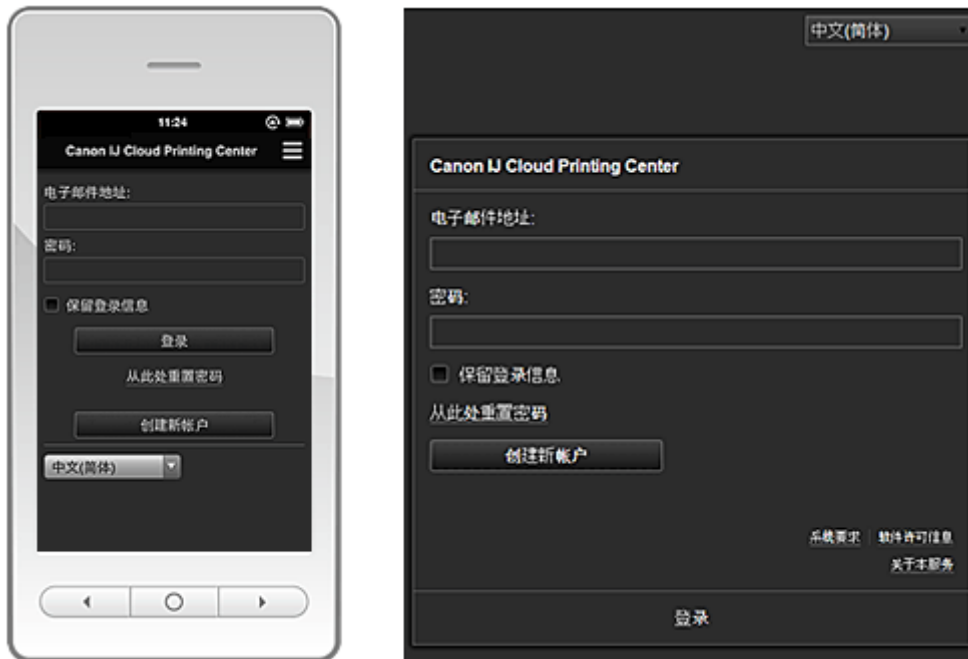 11:24
Canon IJ Cloud Printing Center
电子邮件地址:
密码:
保留登录信息
登录
从此处重置密码
创建新帐户
中文(简体)
中文(简体)
Canon IJ Cloud Printing Center
电子邮件地址:
密码:
保留登录信息
从此处重置密码
创建新帐户
系统要求 软件许可信息
关于本服务
登录